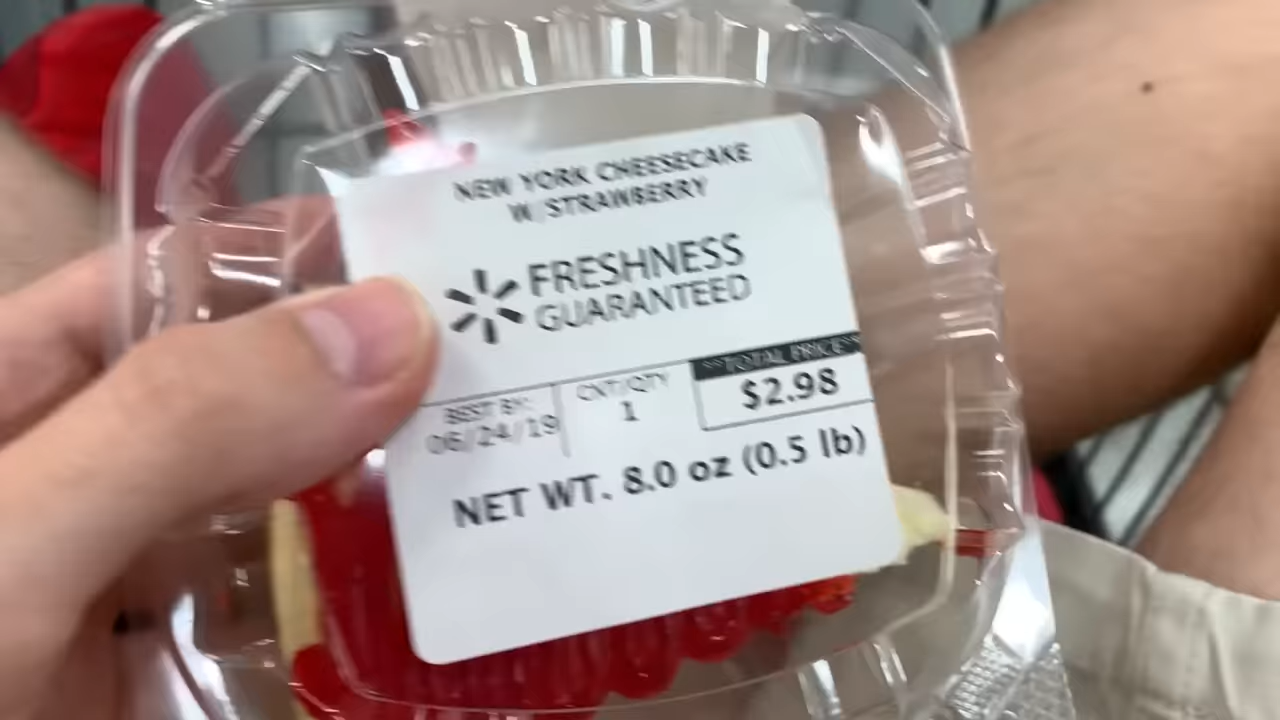 NEW YORK CHEESECAKE
W/STRAWBERRY
FRESHNESS
GUARANTEED
BEST BY:
06/24/19
CNT/QTY
1
**TOTAL PRICE**
$2.98
NET WT. 8.0 oz (0.5 lb)